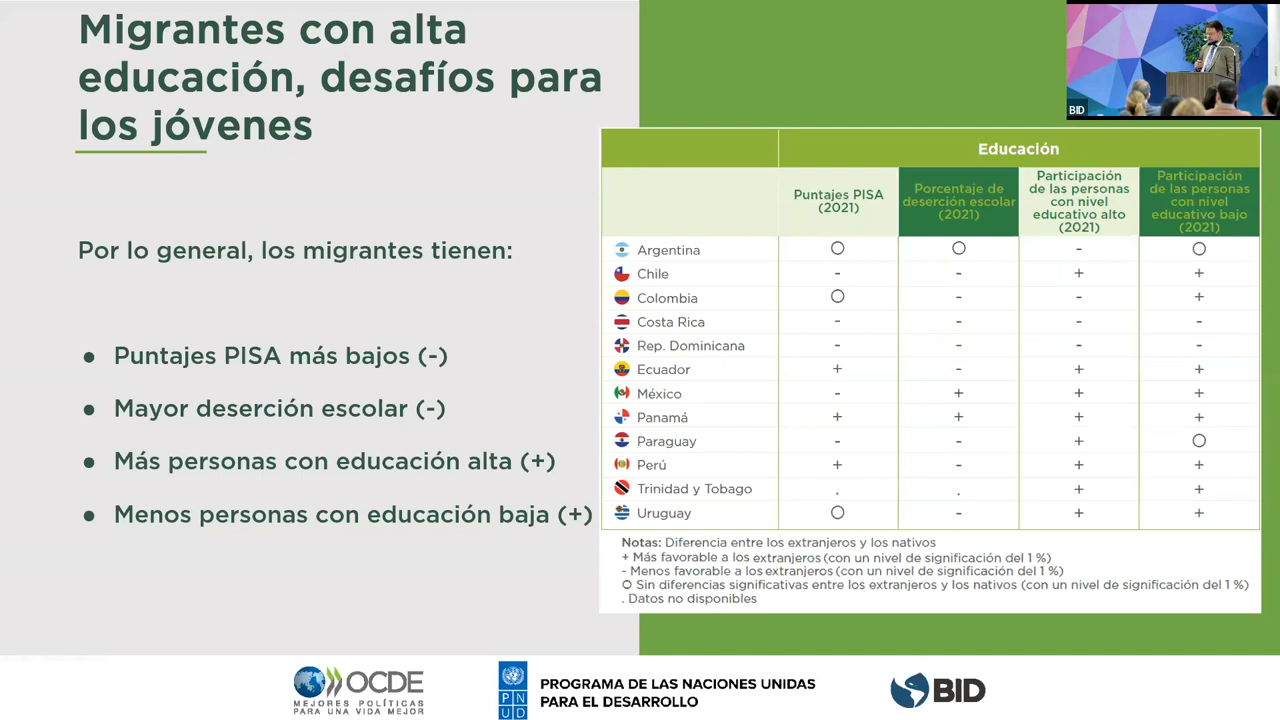 Migrantes con alta
educación, desafíos para
los jóvenes
BID
Por lo general, los migrantes tienen:
● Puntajes PISA más bajos (-)
● Mayor deserción escolar (-)
● Más personas con educación alta (+)
● Menos personas con educación baja (+)
Educación
Puntajes PISA
(2021)
Porcentaje de
deserción escolar
(2021)
Participación
de las personas
con nivel
educativo alto
(2021)
Participación
de las personas
con nivel
educativo bajo
(2021)
Argentina O O - O
Chile - - + +
Colombia O - - +
Costa Rica - - - -
Rep. Dominicana - - - -
Ecuador + - + +
México - + + +
Panamá + + + +
Paraguay - - + O
Perú + - + +
Trinidad y Tobago . . + +
Uruguay O - + +
Notas: Diferencia entre los extranjeros y los nativos
+ Más favorable a los extranjeros (con un nivel de significación del 1 %)
- Menos favorable a los extranjeros (con un nivel de significación del 1 %)
O Sin diferencias significativas entre los extranjeros y los nativos (con un nivel de significación del 1 %)
. Datos no disponibles
OCDE
MEJORES POLÍTICAS
PARA UNA VIDA MEJOR
PNUD
PROGRAMA DE LAS NACIONES UNIDAS
PARA EL DESARROLLO
BID